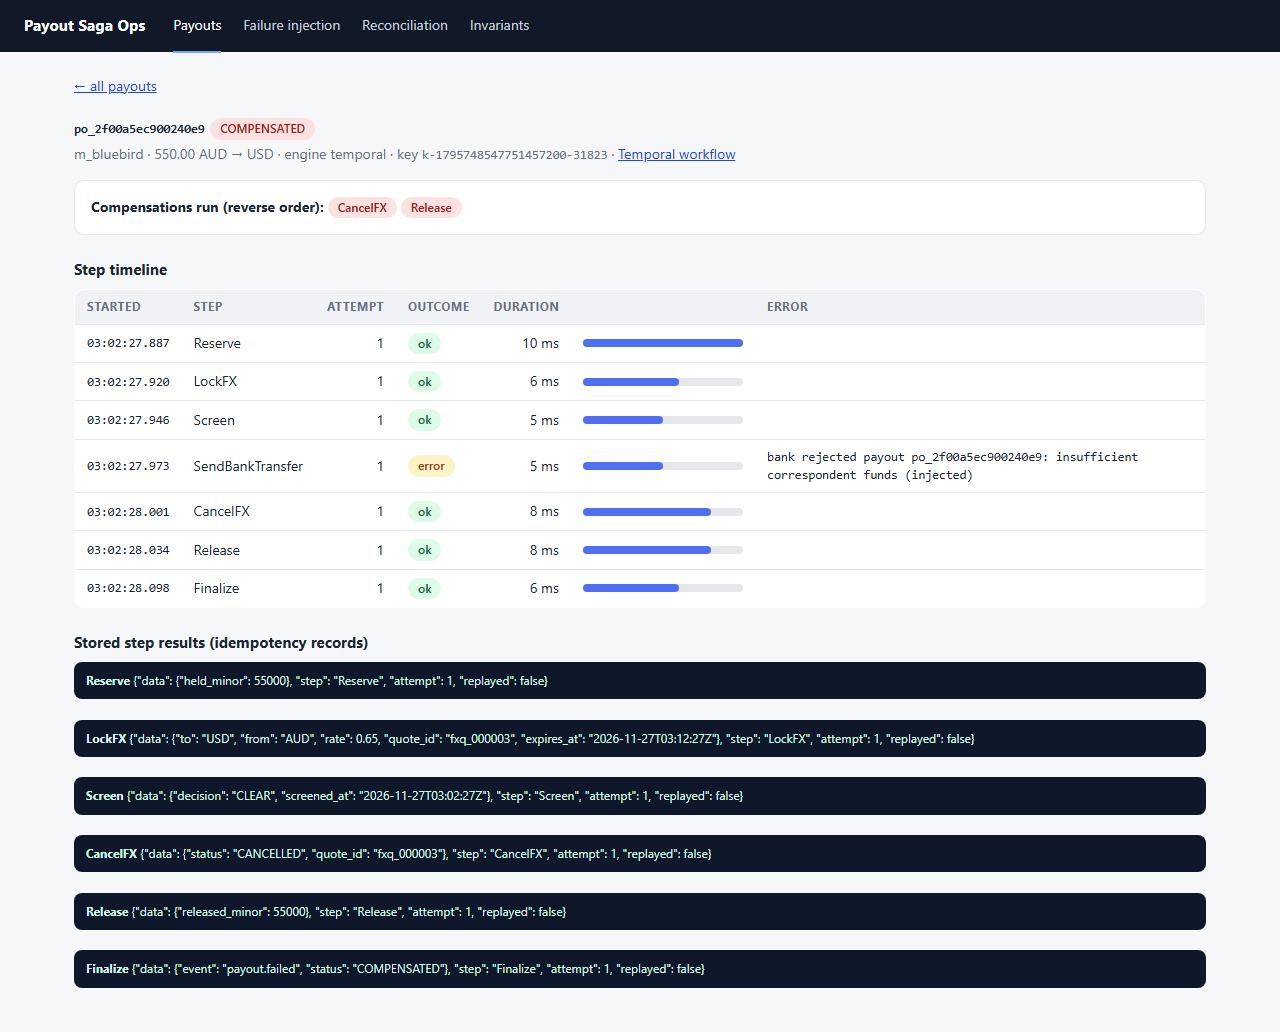 Payout Saga Ops Payouts Failure injection Reconciliation Invariants
← all payouts
po_2f00a5ec900240e9 COMPENSATED
m_bluebird · 550.00 AUD → USD · engine temporal · key k-1795748547751457200-31823 · Temporal workflow
Compensations run (reverse order): CancelFX Release
Step timeline
STARTED STEP ATTEMPT OUTCOME DURATION ERROR
03:02:27.887 Reserve 1 ok 10 ms
03:02:27.920 LockFX 1 ok 6 ms
03:02:27.946 Screen 1 ok 5 ms
03:02:27.973 SendBankTransfer 1 error 5 ms bank rejected payout po_2f00a5ec900240e9: insufficient
correspondent funds (injected)
03:02:28.001 CancelFX 1 ok 8 ms
03:02:28.034 Release 1 ok 8 ms
03:02:28.098 Finalize 1 ok 6 ms
Stored step results (idempotency records)
Reserve {"data": {"held_minor": 55000}, "step": "Reserve", "attempt": 1, "replayed": false}
LockFX {"data": {"to": "USD", "from": "AUD", "rate": 0.65, "quote_id": "fxq_000003", "expires_at": "2026-11-27T03:12:27Z"}, "step": "LockFX", "attempt": 1, "replayed": false}
Screen {"data": {"decision": "CLEAR", "screened_at": "2026-11-27T03:02:27Z"}, "step": "Screen", "attempt": 1, "replayed": false}
CancelFX {"data": {"status": "CANCELLED", "quote_id": "fxq_000003"}, "step": "CancelFX", "attempt": 1, "replayed": false}
Release {"data": {"released_minor": 55000}, "step": "Release", "attempt": 1, "replayed": false}
Finalize {"data": {"event": "payout.failed", "status": "COMPENSATED"}, "step": "Finalize", "attempt": 1, "replayed": false}